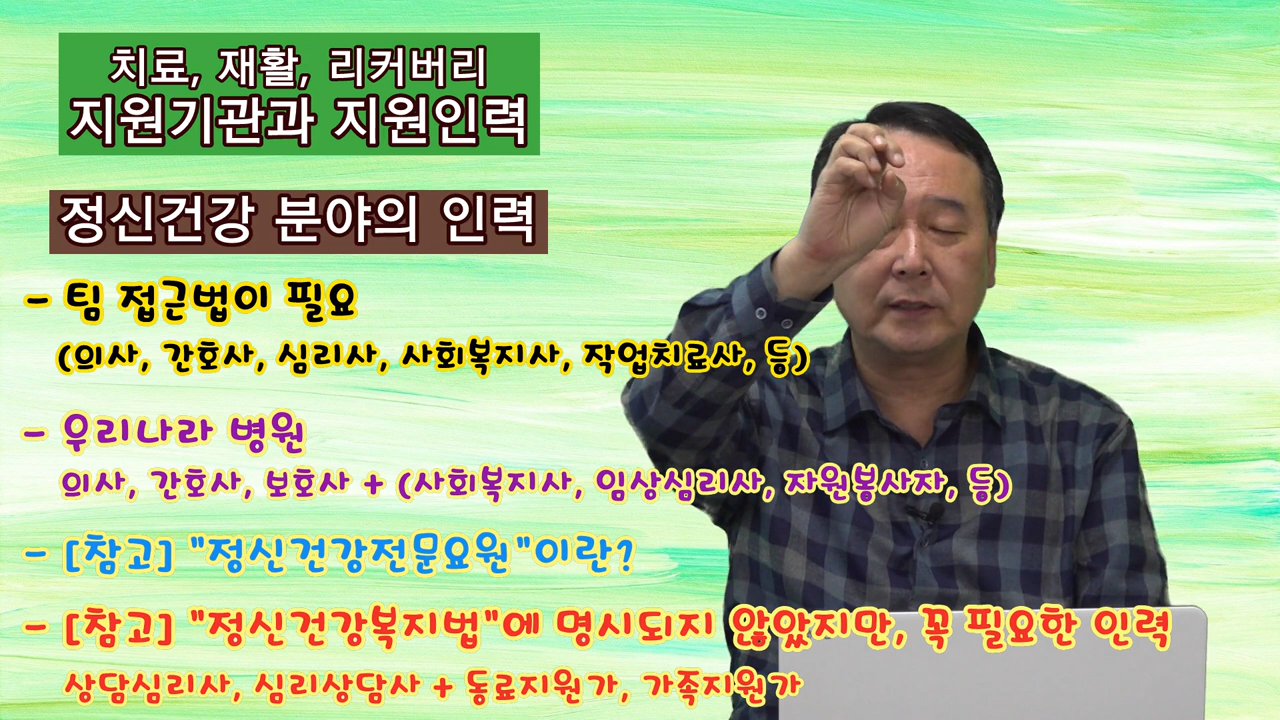 치료, 재활, 리커버리
지원기관과 지원인력
정신건강 분야의 인력
- 팀 접근법이 필요
(의사, 간호사, 심리사, 사회복지사, 작업치료사, 등)
- 우리나라 병원
의사, 간호사, 보호사 + (사회복지사, 임상심리사, 자원봉사자, 등)
- [참고] "정신건강전문요원"이란?
- [참고] "정신건강복지법"에 명시되지 않았지만, 꼭 필요한 인력
상담심리사, 심리상담사 + 동료지원가, 가족지원가